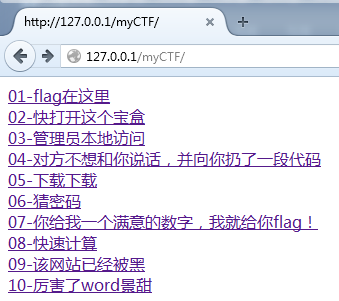 http://127.0.0.1/myCTF/
127.0.0.1/myCTF/
01-flag在这里
02-快打开这个宝盒
03-管理员本地访问
04-对方不想和你说话，并向你扔了一段代码
05-下载下载
06-猜密码
07-你给我一个满意的数字，我就给你flag！
08-快速计算
09-该网站已经被黑
10-厉害了word景甜